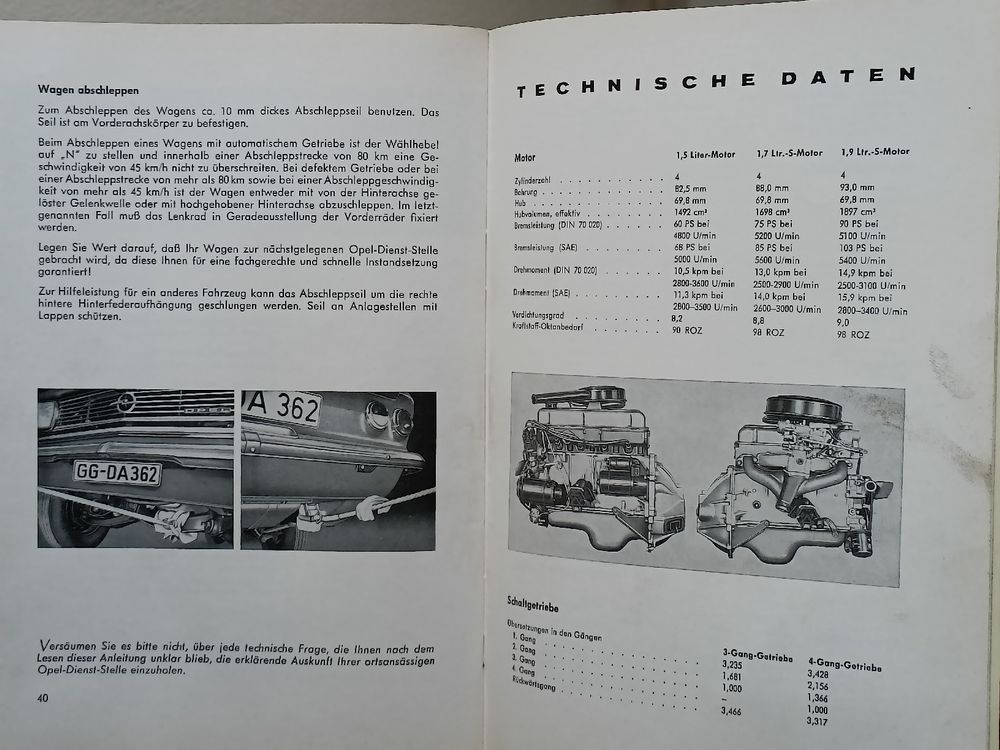 Wagen abschleppen
Zum Abschleppen des Wagens ca. 10 mm dickes Abschleppseil benutzen. Das
Seil ist am Vorderachskörper zu befestigen.
Beim Abschleppen eines Wagens mit automatischem Getriebe ist der Wählhebel
auf „N" zu stellen und innerhalb einer Abschleppstrecke von 80 km eine Ge-
schwindigkeit von 45 km/h nicht zu überschreiten. Bei defektem Getriebe oder bei
einer Abschleppstrecke von mehr als 80 km sowie bei einer Abschleppgeschwindig-
keit von mehr als 45 km/h ist der Wagen entweder mit von der Hinterachse ge-
löster Gelenkwelle oder mit hochgehobener Hinterachse abzuschleppen. Im letzt-
genannten Fall muß das Lenkrad in Geradeausstellung der Vorderräder fixiert
werden.
Legen Sie Wert darauf, daß Ihr Wagen zur nächstgelegenen Opel-Dienst-Stelle
gebracht wird, da diese Ihnen für eine fachgerechte und schnelle Instandsetzung
garantiert!
Zur Hilfeleistung für ein anderes Fahrzeug kann das Abschleppseil um die rechte
hintere Hinterfederaufhängung geschlungen werden. Seil an Anlagestellen mit
Lappen schützen.
OPEL
GG-DA 362
A 362
Versäumen Sie es bitte nicht, über jede technische Frage, die Ihnen nach dem
Lesen dieser Anleitung unklar blieb, die erklärende Auskunft Ihrer ortsansässigen
Opel-Dienst-Stelle einzuholen.
40
TECHNISCHE DATEN
Motor 1,5 Liter-Motor 1,7 Ltr.-S-Motor 1,9 Ltr.-S-Motor
Zylinderzahl . . . . . . . . . . 4 4 4
Bohrung . . . . . . . . . . . 82,5 mm 88,0 mm 93,0 mm
Hub . . . . . . . . . . . . . 69,8 mm 69,8 mm 69,8 mm
Hubvolumen, effektiv . . . . . . . 1492 cm³ 1698 cm³ 1897 cm³
Bremsleistung (DIN 70 020) . . . . . 60 PS bei 75 PS bei 90 PS bei
4800 U/min 5200 U/min 5100 U/min
Bremsleistung (SAE) . . . . . . . . 68 PS bei 85 PS bei 103 PS bei
5000 U/min 5600 U/min 5400 U/min
Drehmoment (DIN 70 020) . . . . . . 10,5 kpm bei 13,0 kpm bei 14,9 kpm bei
2800-3600 U/min 2500-2900 U/min 2500-3100 U/min
Drehmoment (SAE) . . . . . . . . . 11,3 kpm bei 14,0 kpm bei 15,9 kpm bei
2800–3500 U/min 2600–3000 U/min 2800–3400 U/min
Verdichtungsgrad . . . . . . . . . 8,2 8,8 9,0
Kraftstoff-Oktanbedarf . . . . . . . 90 ROZ 98 ROZ 98 ROZ
Schaltgetriebe
Übersetzungen in den Gängen 3-Gang-Getriebe 4-Gang-Getriebe
1. Gang . . . . . . . . . . . . 3,235 3,428
2. Gang . . . . . . . . . . . . 1,681 2,156
3. Gang . . . . . . . . . . . . 1,000 1,366
4. Gang . . . . . . . . . . . . – 1,000
Rückwärtsgang . . . . . . . . . . 3,466 3,317